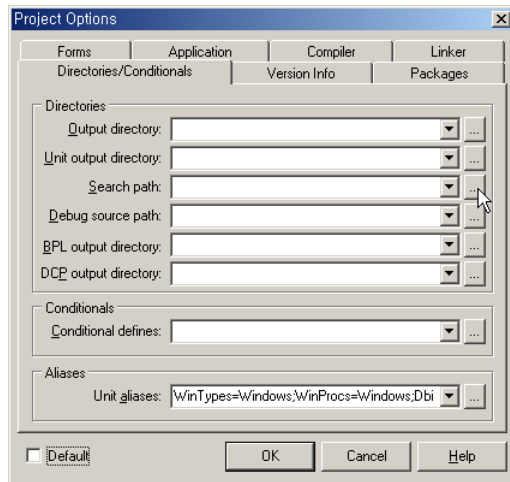 Project Options
Forms Application Compiler Linker
Directories/Conditionals Version Info Packages
Directories
Output directory:
Unit output directory:
Search path:
Debug source path:
BPL output directory:
DCP output directory:
Conditionals
Conditional defines:
Aliases
Unit aliases: WinTypes=Windows;WinProcs=Windows;Dbi
Default OK Cancel Help